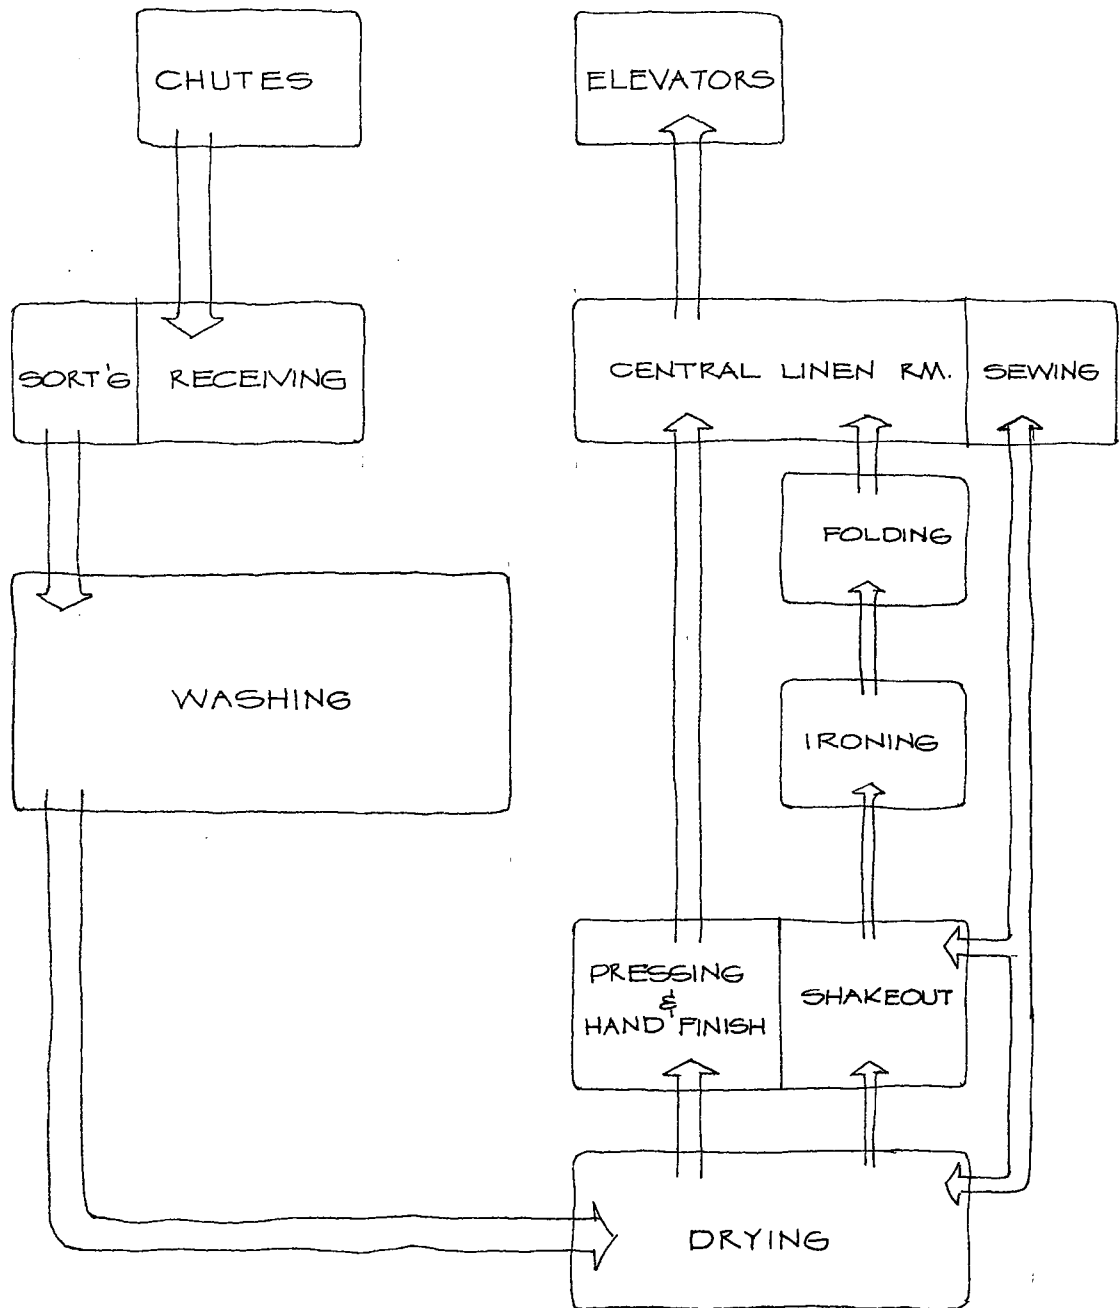 CHUTES
ELEVATORS
SORT'G
RECEIVING
CENTRAL LINEN RM.
SEWING
FOLDING
WASHING
IRONING
PRESSING
&
HAND FINISH
SHAKEOUT
DRYING